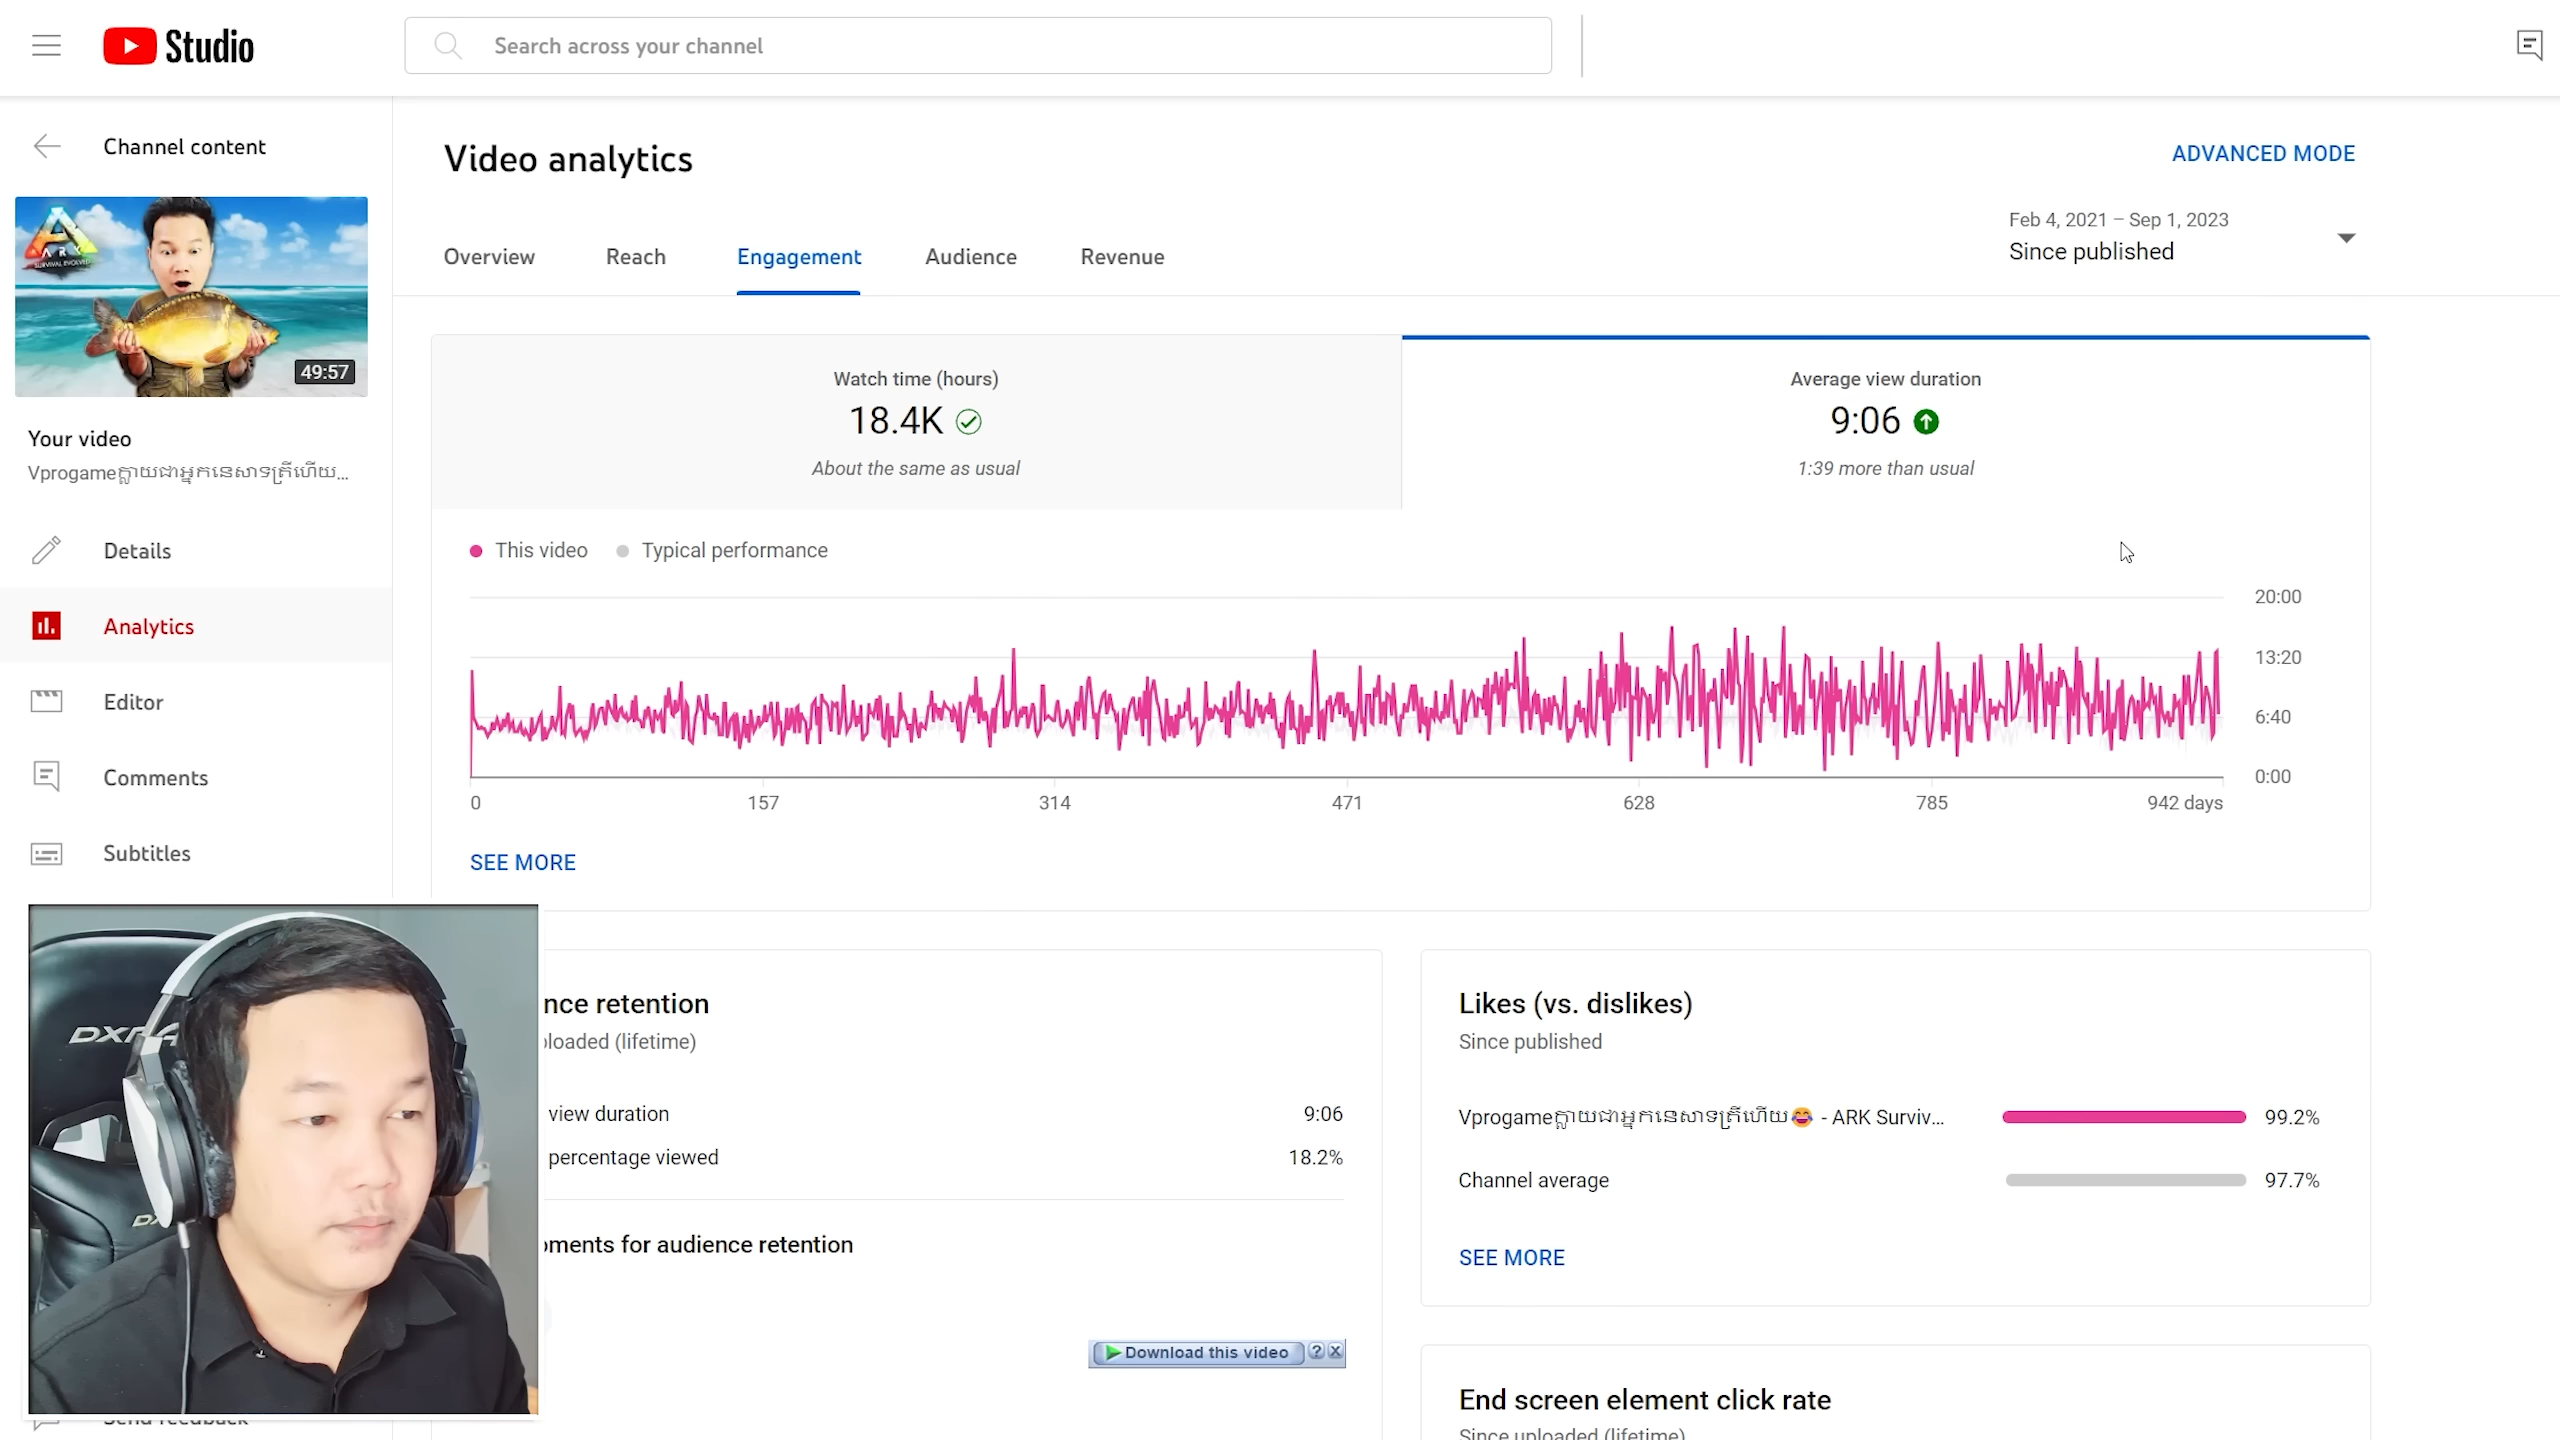 Studio
Search across your channel
Channel content
Video analytics
ADVANCED MODE
Feb 4, 2021 – Sep 1, 2023
Since published
Overview
Reach
Engagement
Audience
Revenue
ARK
SURVIVAL EVOLVED
49:57
Your video
Vprogameក្លាយជាអ្នកនេសាទត្រីហើយ...
Details
Analytics
Editor
Comments
Subtitles
Watch time (hours)
18.4K
About the same as usual
Average view duration
9:06
1:39 more than usual
This video
Typical performance
20:00
13:20
6:40
0:00
0
157
314
471
628
785
942 days
SEE MORE
nce retention
loaded (lifetime)
view duration
9:06
percentage viewed
18.2%
ments for audience retention
Download this video
? X
Likes (vs. dislikes)
Since published
Vprogameក្លាយជាអ្នកនេសាទត្រីហើយ😂 - ARK Surviv...
99.2%
Channel average
97.7%
SEE MORE
End screen element click rate
Since uploaded (lifetime)
Send feedback